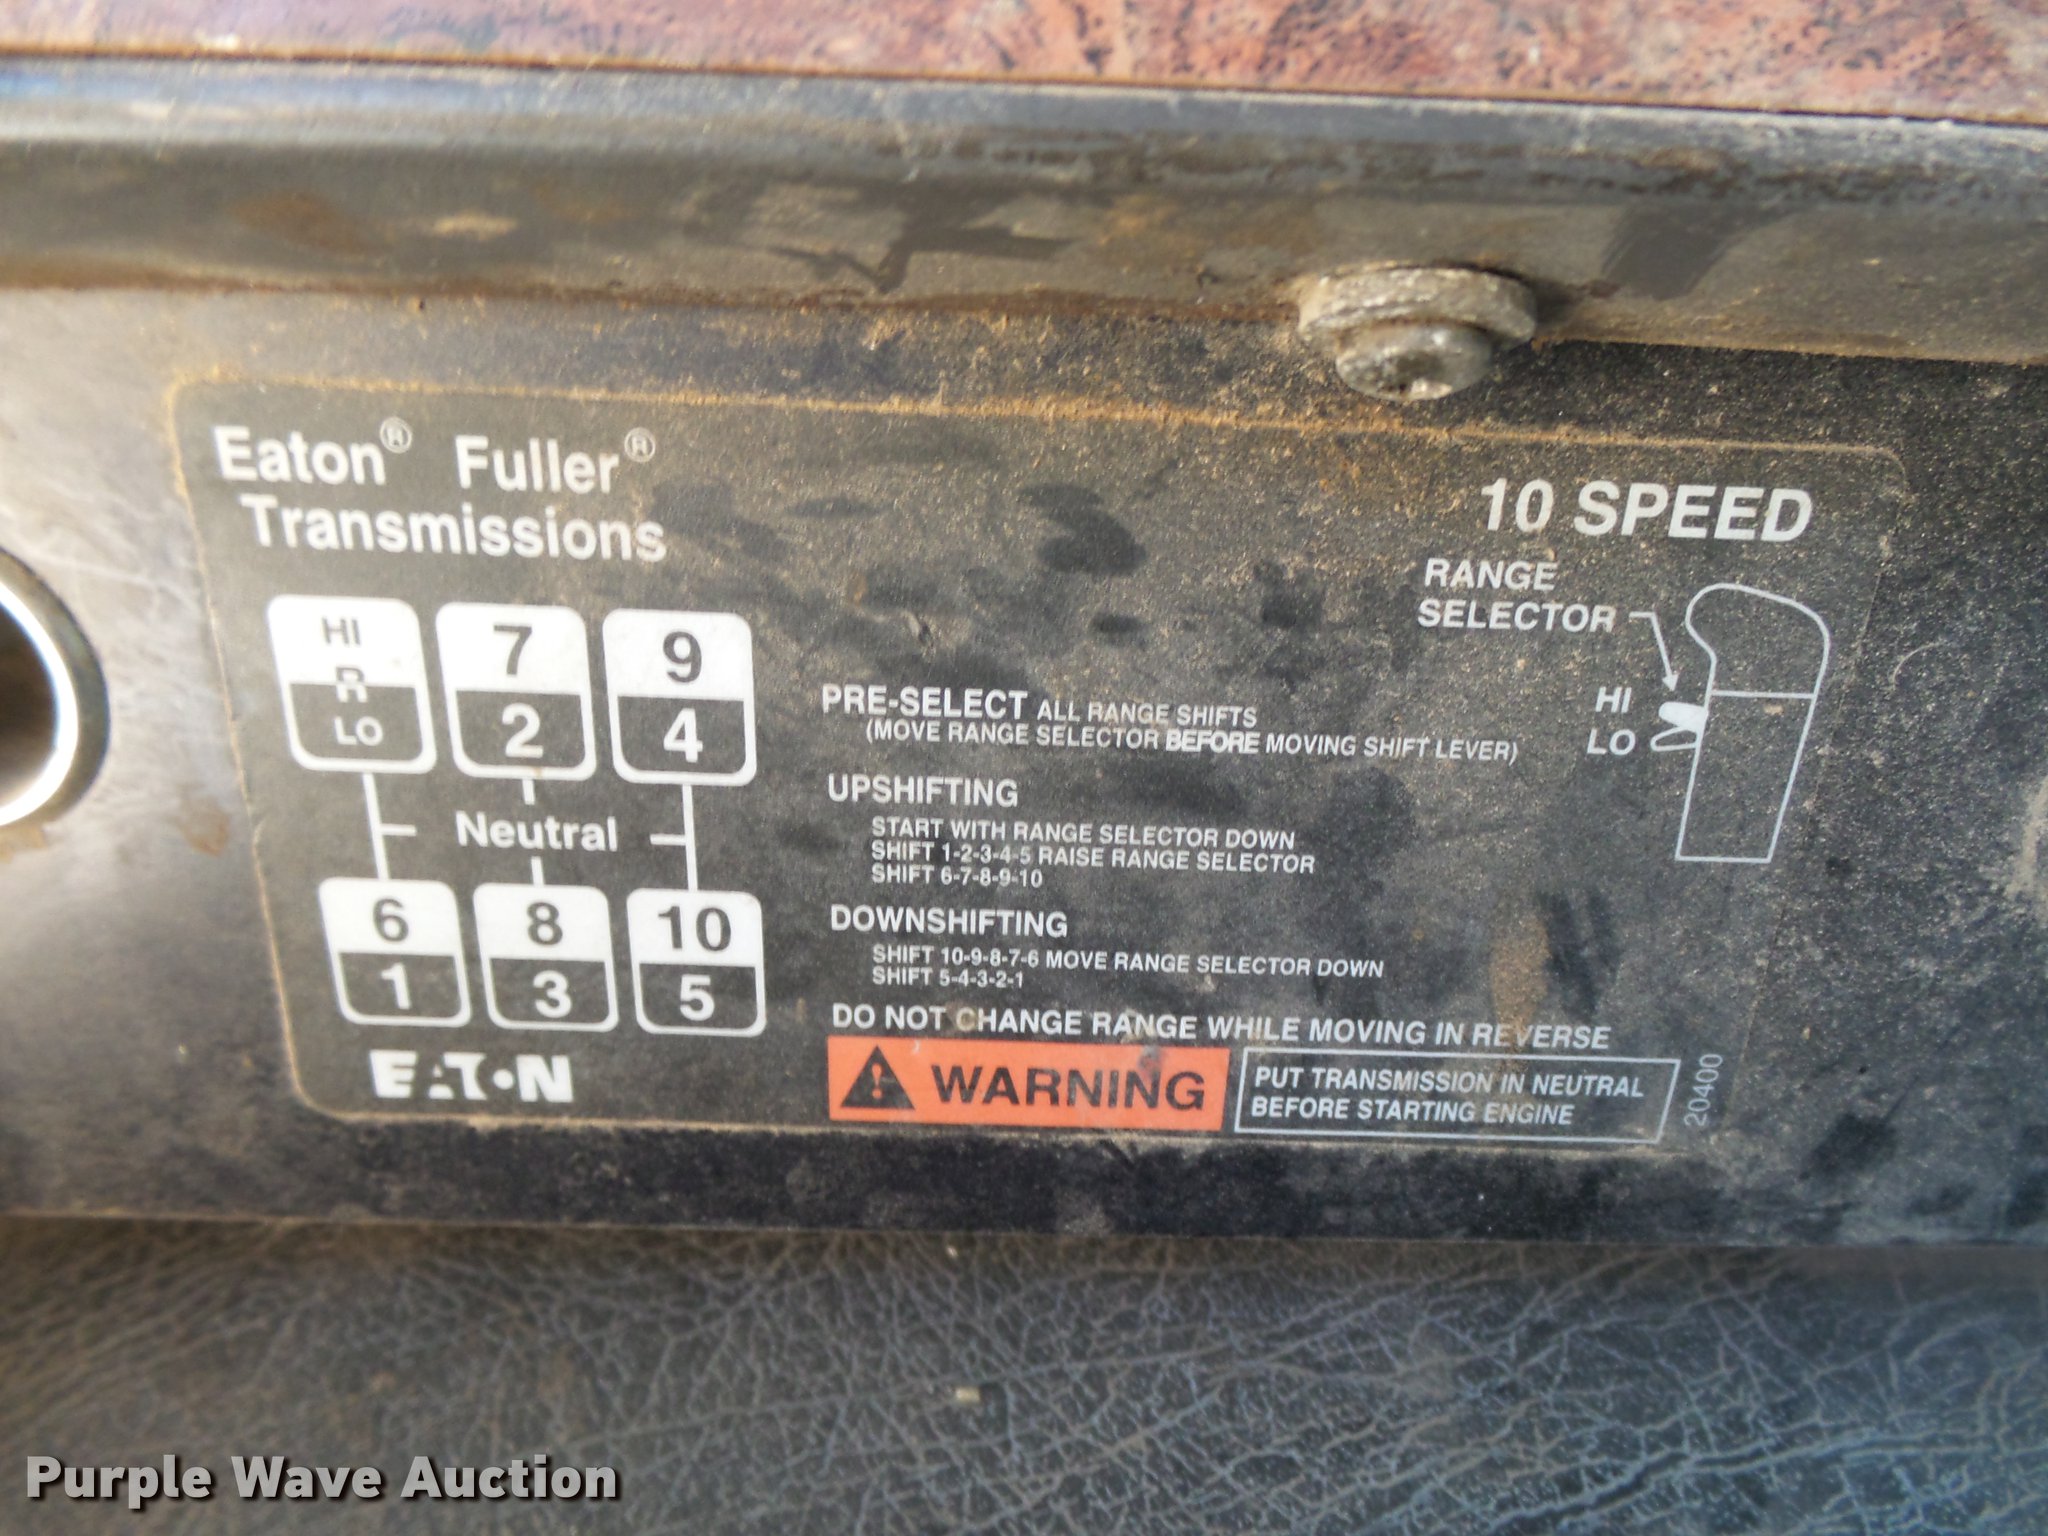 Eaton® Fuller®
Transmissions
10 SPEED
RANGE
SELECTOR
HI
LO
HI
R
LO
7
2
9
4
Neutral
6
1
8
3
10
5
EATON
PRE-SELECT ALL RANGE SHIFTS
(MOVE RANGE SELECTOR BEFORE MOVING SHIFT LEVER)
UPSHIFTING
START WITH RANGE SELECTOR DOWN
SHIFT 1-2-3-4-5 RAISE RANGE SELECTOR
SHIFT 6-7-8-9-10
DOWNSHIFTING
SHIFT 10-9-8-7-6 MOVE RANGE SELECTOR DOWN
SHIFT 5-4-3-2-1
DO NOT CHANGE RANGE WHILE MOVING IN REVERSE
WARNING
PUT TRANSMISSION IN NEUTRAL
BEFORE STARTING ENGINE
20400
Purple Wave Auction